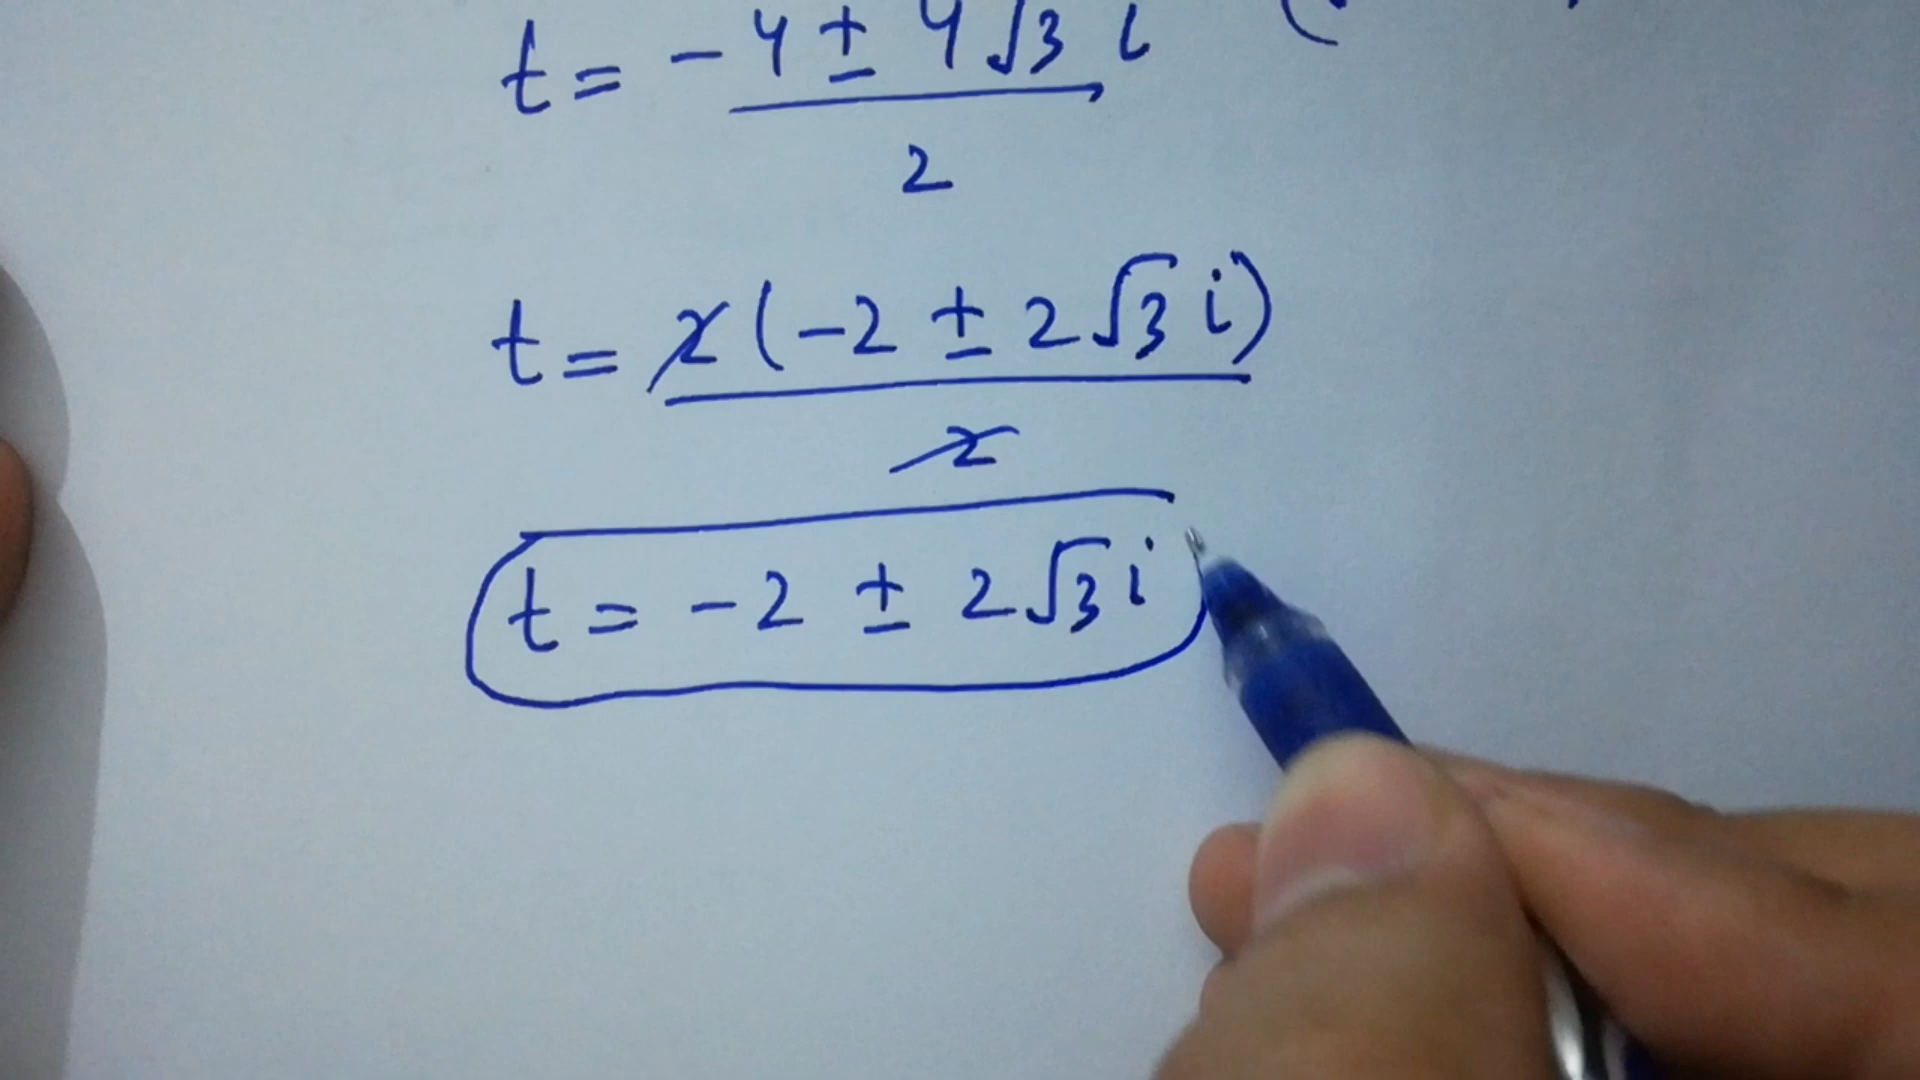 t = -4 ± 4√3 i
2
t = 2(-2 ± 2√3 i)
2
t = -2 ± 2√3 i